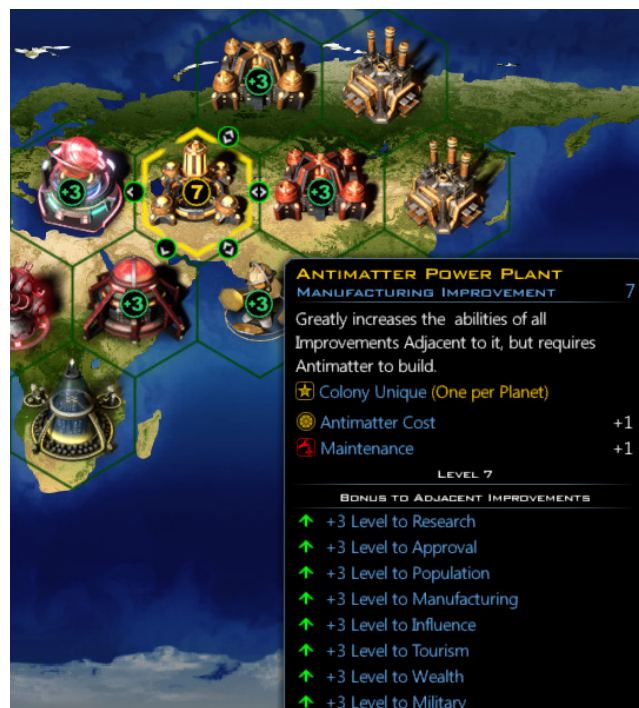 +3
+3
7
+3
+3
+3
ANTIMATTER POWER PLANT
MANUFACTURING IMPROVEMENT 7
Greatly increases the abilities of all
Improvements Adjacent to it, but requires
Antimatter to build.
Colony Unique (One per Planet)
Antimatter Cost +1
Maintenance +1
LEVEL 7
BONUS TO ADJACENT IMPROVEMENTS
+3 Level to Research
+3 Level to Approval
+3 Level to Population
+3 Level to Manufacturing
+3 Level to Influence
+3 Level to Tourism
+3 Level to Wealth
+3 Level to Military